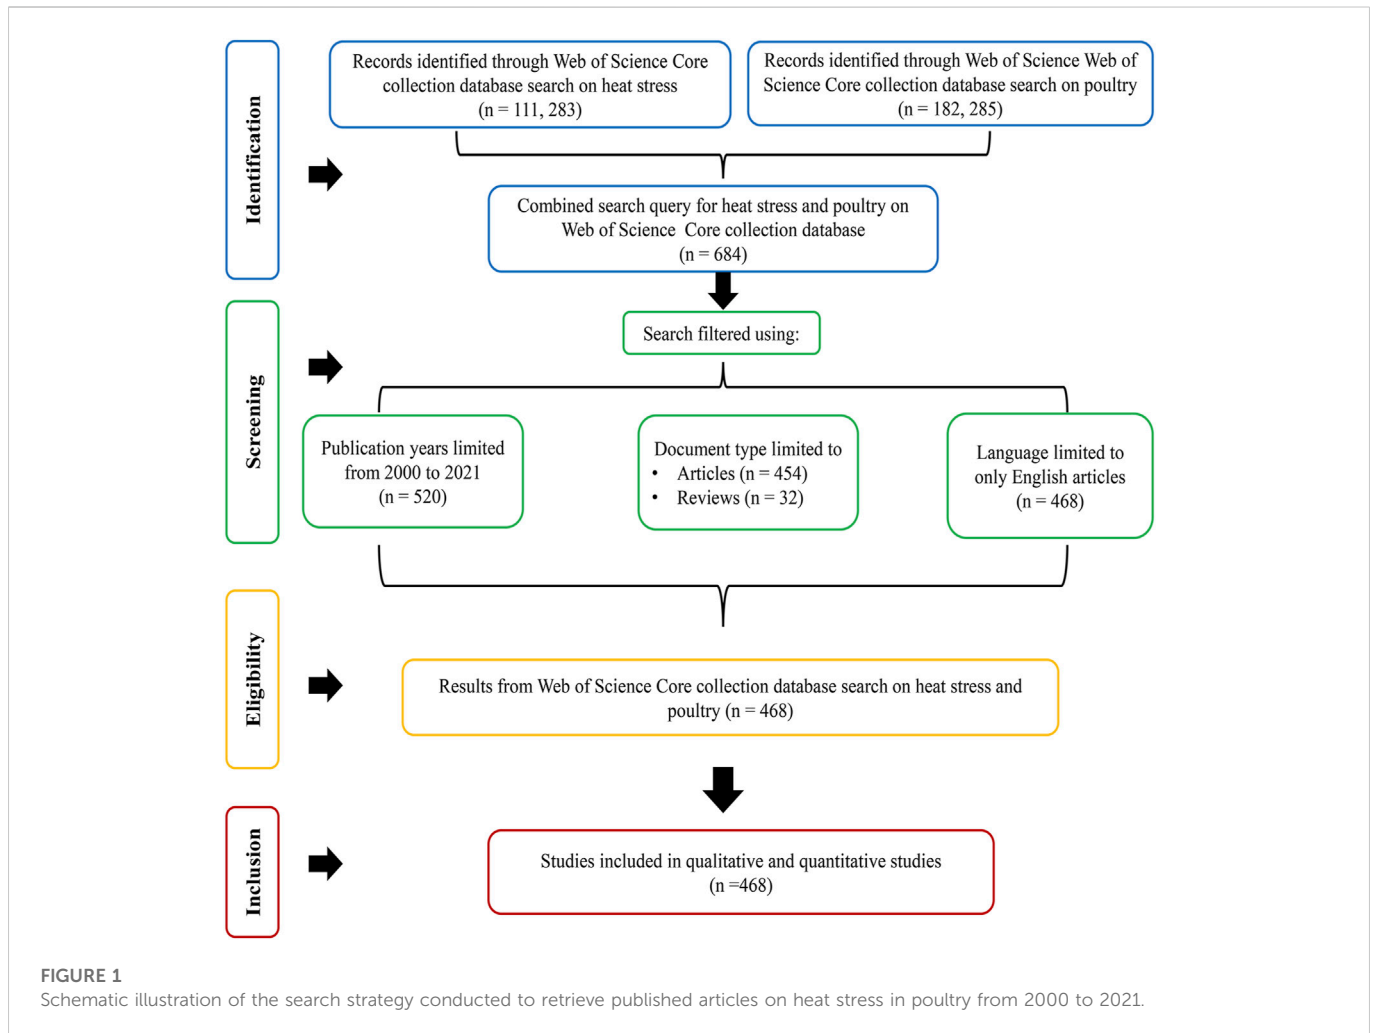 Identification
Records identified through Web of Science Core
collection database search on heat stress
(n = 111, 283)
Records identified through Web of Science Web of
Science Core collection database search on poultry
(n = 182, 285)
Combined search query for heat stress and poultry on
Web of Science Core collection database
(n = 684)
Screening
Search filtered using:
Publication years limited
from 2000 to 2021
(n = 520)
Document type limited to
• Articles (n = 454)
• Reviews (n = 32)
Language limited to
only English articles
(n = 468)
Eligibility
Results from Web of Science Core collection database search on heat stress and
poultry (n = 468)
Inclusion
Studies included in qualitative and quantitative studies
(n =468)
FIGURE 1
Schematic illustration of the search strategy conducted to retrieve published articles on heat stress in poultry from 2000 to 2021.